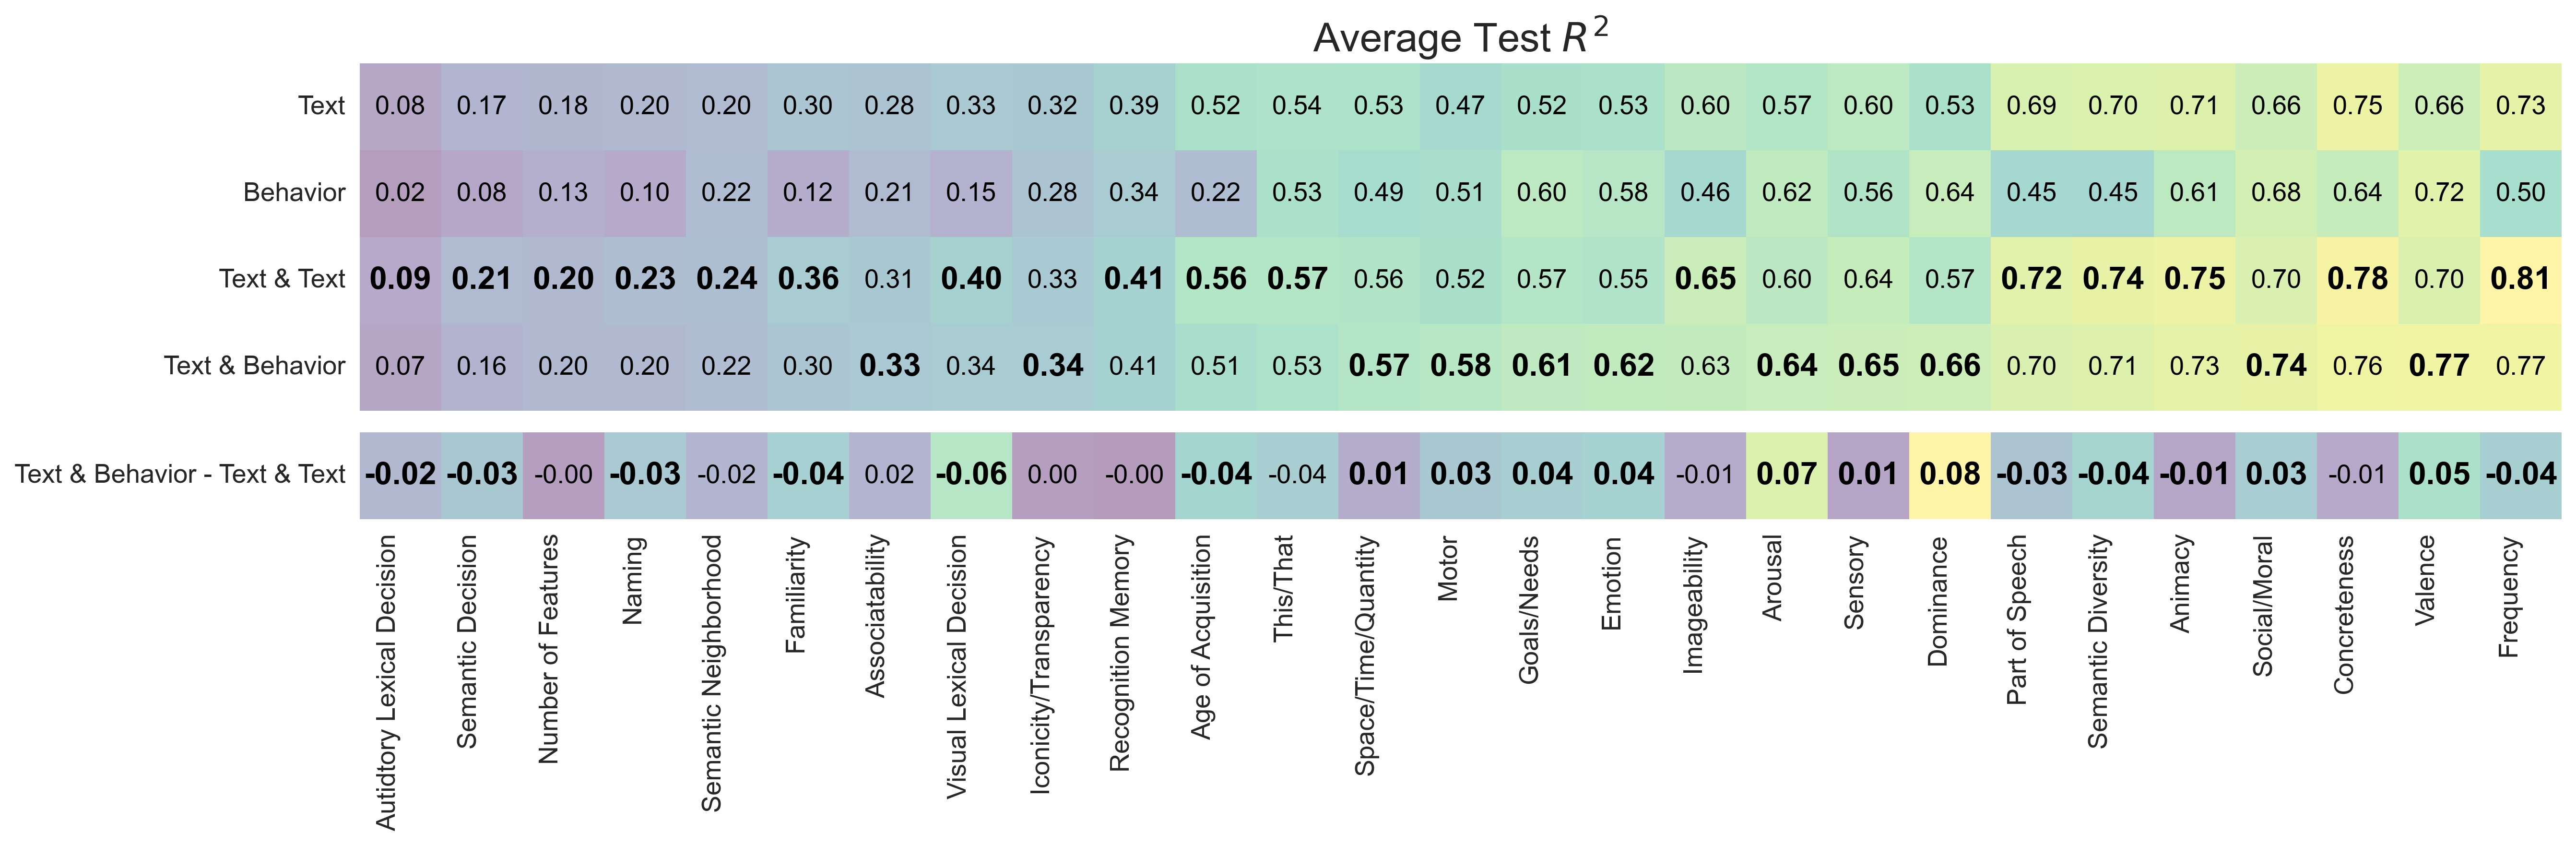 Average Test R²
Text 0.08 0.17 0.18 0.20 0.20 0.30 0.28 0.33 0.32 0.39 0.52 0.54 0.53 0.47 0.52 0.53 0.60 0.57 0.60 0.53 0.69 0.70 0.71 0.66 0.75 0.66 0.73
Behavior 0.02 0.08 0.13 0.10 0.22 0.12 0.21 0.15 0.28 0.34 0.22 0.53 0.49 0.51 0.60 0.58 0.46 0.62 0.56 0.64 0.45 0.45 0.61 0.68 0.64 0.72 0.50
Text & Text 0.09 0.21 0.20 0.23 0.24 0.36 0.31 0.40 0.33 0.41 0.56 0.57 0.56 0.52 0.57 0.55 0.65 0.60 0.64 0.57 0.72 0.74 0.75 0.70 0.78 0.70 0.81
Text & Behavior 0.07 0.16 0.20 0.20 0.22 0.30 0.33 0.34 0.34 0.41 0.51 0.53 0.57 0.58 0.61 0.62 0.63 0.64 0.65 0.66 0.70 0.71 0.73 0.74 0.76 0.77 0.77
Text & Behavior - Text & Text -0.02 -0.03 -0.00 -0.03 -0.02 -0.04 0.02 -0.06 0.00 -0.00 -0.04 -0.04 0.01 0.03 0.04 0.04 -0.01 0.07 0.01 0.08 -0.03 -0.04 -0.01 0.03 -0.01 0.05 -0.04
Autidtory Lexical Decision
Semantic Decision
Number of Features
Naming
Semantic Neighborhood
Familiarity
Associatability
Visual Lexical Decision
Iconicity/Transparency
Recognition Memory
Age of Acquisition
This/That
Space/Time/Quantity
Motor
Goals/Needs
Emotion
Imageability
Arousal
Sensory
Dominance
Part of Speech
Semantic Diversity
Animacy
Social/Moral
Concreteness
Valence
Frequency